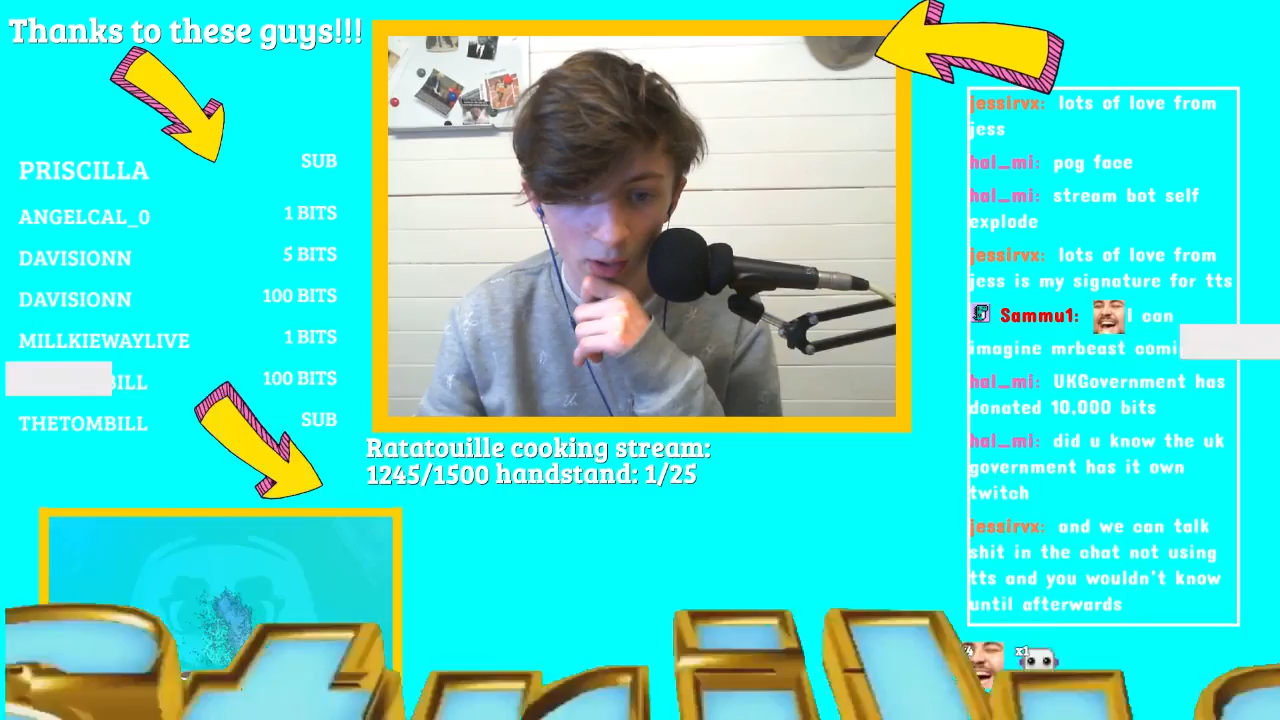 Thanks to these guys!!!
PRISCILLA SUB
ANGELCAL_0 1 BITS
DAVISIONN 5 BITS
DAVISIONN 100 BITS
MILLKIEWAYLIVE 1 BITS
BILL 100 BITS
THETOMBILL SUB
Ratatouille cooking stream:
1245/1500 handstand: 1/25
jessirvx: lots of love from
jess
hal_mi: pog face
hal_mi: stream bot self
explode
jessirvx: lots of love from
jess is my signature for tts
Sammu1: I can
imagine mrbeast comi
hal_mi: UKGovernment has
donated 10,000 bits
hal_mi: did u know the uk
government has it own
twitch
jessirvx: and we can talk
shit in the chat not using
tts and you wouldn't know
until afterwards
x1